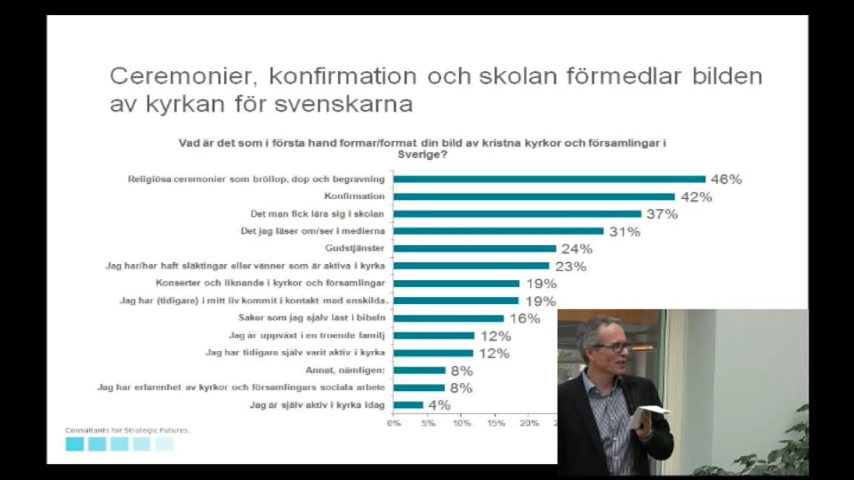 Ceremonier, konfirmation och skolan förmedlar bilden
av kyrkan för svenskarna
Vad är det som i första hand formar/format din bild av kristna kyrkor och församlingar i
Sverige?
Religiösa ceremonier som bröllop, dop och begravning 46%
Konfirmation 42%
Det man fick lära sig i skolan 37%
Det jag läser om/ser i medierna 31%
Gudstjänster 24%
Jag har/har haft släktingar eller vänner som är aktiva i kyrka 23%
Konserter och liknande i kyrkor och församlingar 19%
Jag har (tidigare) i mitt liv kommit i kontakt med enskilda. 19%
Saker som jag själv läst i bibeln 16%
Jag är uppväxt i en troende familj 12%
Jag har tidigare själv varit aktiv i kyrka 12%
Annat, nämligen: 8%
Jag har erfarenhet av kyrkor och församlingars sociala arbete 8%
Jag är själv aktiv i kyrka idag 4%
0% 5% 10% 15% 20%
Consultants for Strategic Futures.